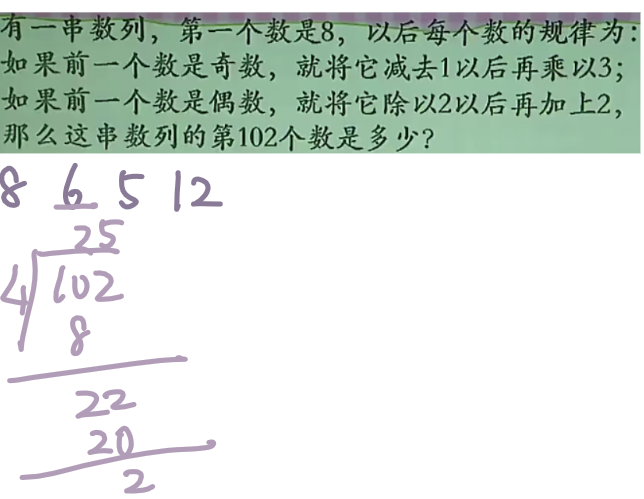 有一串数列，第一个数是8，以后每个数的规律为：
如果前一个数是奇数，就将它减去1以后再乘以3；
如果前一个数是偶数，就将它除以2以后再加上2，
那么这串数列的第102个数是多少？
8 6 5 12
25
4 102
8
22
20
2